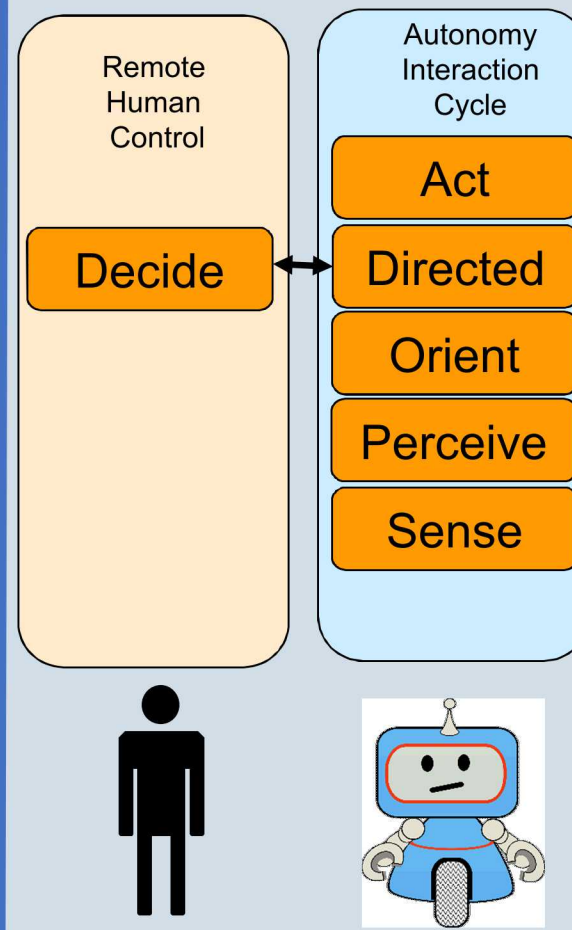 Remote
Human
Control
Decide
Autonomy
Interaction
Cycle
Act
Directed
Orient
Perceive
Sense